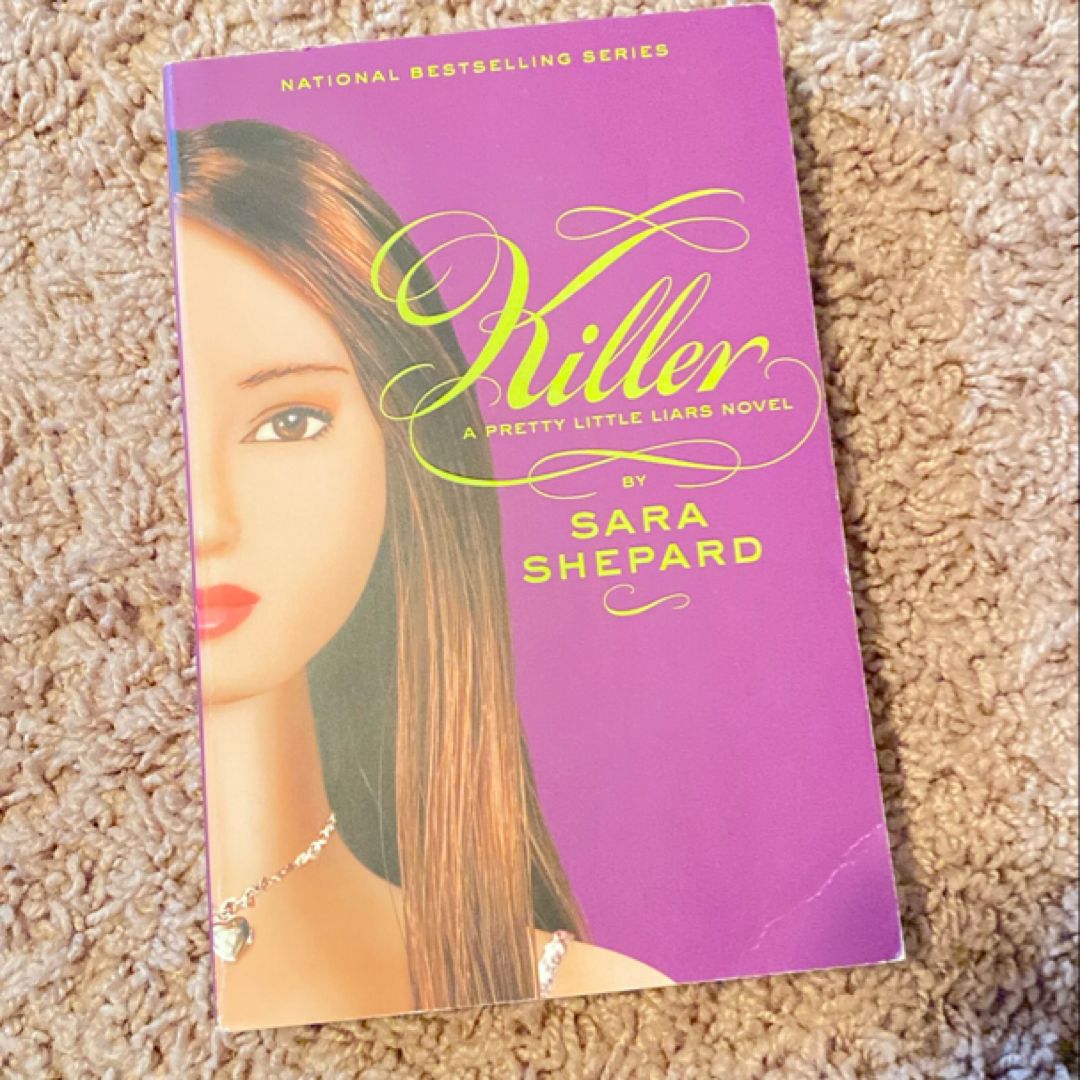 NATIONAL BESTSELLING SERIES
Killer
A PRETTY LITTLE LIARS NOVEL
BY
SARA
SHEPARD